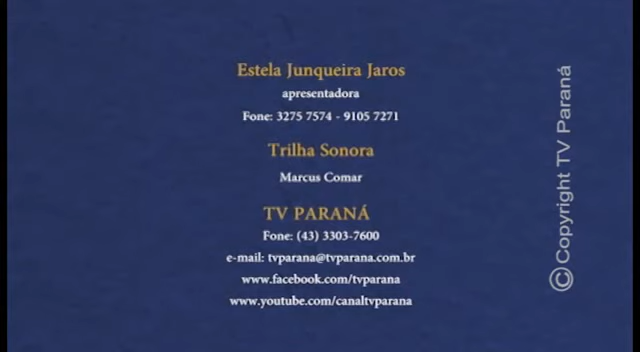 Estela Junqueira Jaros
apresentadora
Fone: 3275 7574 - 9105 7271
Trilha Sonora
Marcus Comar
TV PARANÁ
Fone: (43) 3303-7600
e-mail: tvparana@tvparana.com.br
www.facebook.com/tvparana
www.youtube.com/canaltvparana
© Copyright TV Paraná